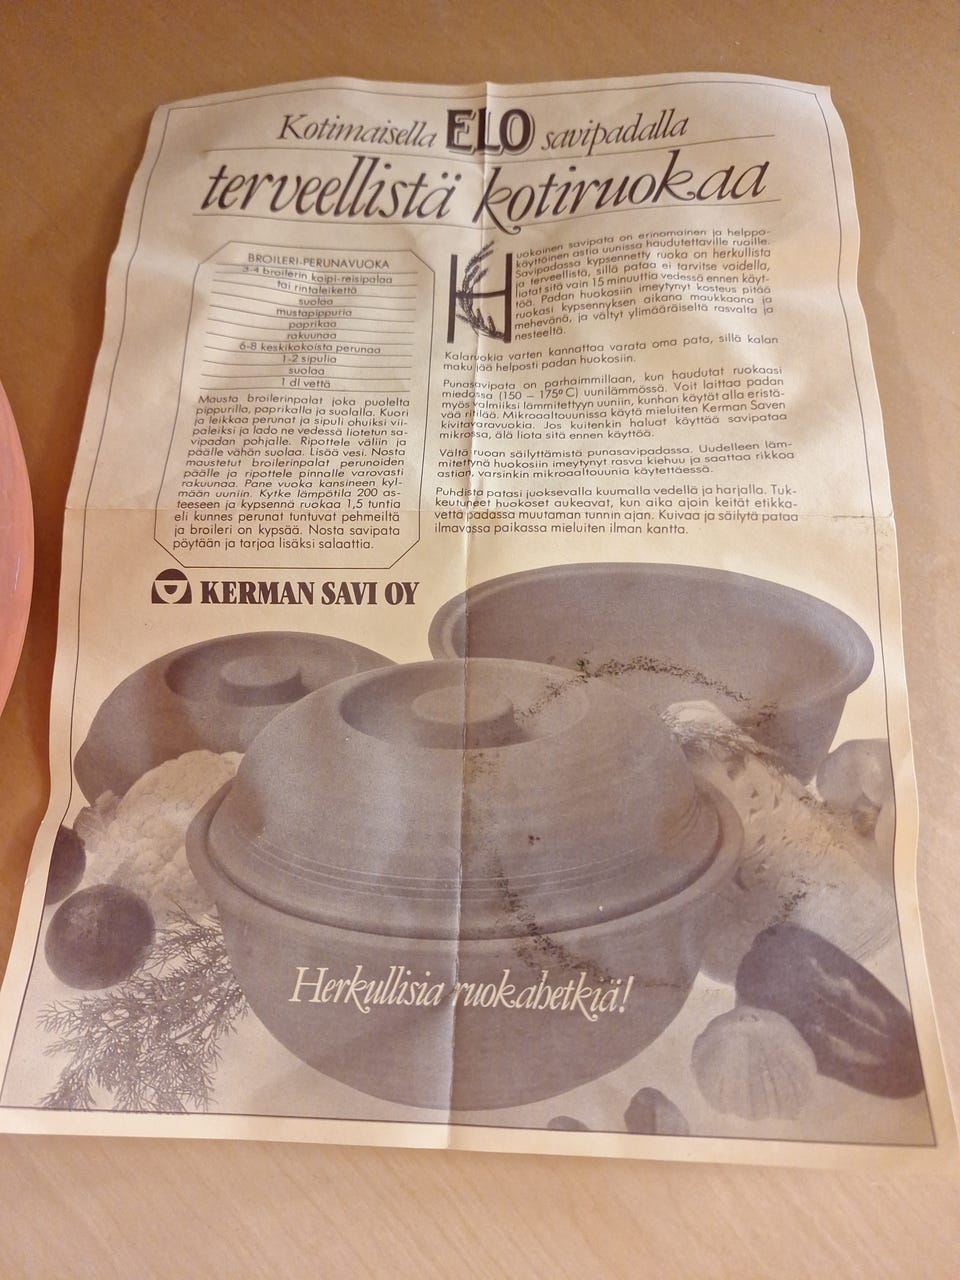 Kotimaisella ELO savipadalla
terveellistä kotiruokaa
BROILERI-PERUNAVUOKA
3-4 broilerin koipi-reisipalaa
tai rintaleikettä
suolaa
mustapippuria
paprikaa
rakuunaa
6-8 keskikokoista perunaa
1-2 sipulia
suolaa
1 dl vettä
Mausta broilerinpalat joka puolelta
pippurilla, paprikalla ja suolalla. Kuori
ja leikkaa perunat ja sipuli ohuiksi vii-
paleiksi ja lado ne vedessä liotetun sa-
vipadan pohjalle. Ripottele väliin ja
päälle vähän suolaa. Lisää vesi. Nosta
maustetut broilerinpalat perunoiden
päälle ja ripottele pinnalle varovasti
rakuunaa. Pane vuoka kansineen kyl-
mään uuniin. Kytke lämpötila 200 as-
teeseen ja kypsennä ruokaa 1,5 tuntia
eli kunnes perunat tuntuvat pehmeiltä
ja broileri on kypsää. Nosta savipata
pöytään ja tarjoa lisäksi salaattia.
Huokoinen savipata on erinomainen ja helppo-
käyttöinen astia uunissa haudutettaville ruoille.
Savipadassa kypsennetty ruoka on herkullista
ja terveellistä, sillä pataa ei tarvitse voidella,
liotat sitä vain 15 minuuttia vedessä ennen käyt-
töä. Padan huokosiin imeytynyt kosteus pitää
ruokasi kypsennyksen aikana maukkaana ja
mehevänä, ja vältyt ylimääräiseltä rasvalta ja
nesteeltä.
Kalaruokia varten kannattaa varata oma pata, sillä kalan
maku jää helposti padan huokosiin.
Punasavipata on parhaimmillaan, kun haudutat ruokaasi
miedossa (150 – 175° C) uunilämmössä. Voit laittaa padan
myös valmiiksi lämmitettyyn uuniin, kunhan käytät alla eristä-
vää ritilää. Mikroaaltouunissa käytä mieluiten Kerman Saven
kivitavaravuokia. Jos kuitenkin haluat käyttää savipataa
mikrossa, älä liota sitä ennen käyttöä.
Vältä ruoan säilyttämistä punasavipadassa. Uudelleen läm-
mitettynä huokosiin imeytynyt rasva kiehuu ja saattaa rikkoa
astian, varsinkin mikroaaltouunia käytettäessä.
Puhdista patasi juoksevalla kuumalla vedellä ja harjalla. Tuk-
keutuneet huokoset aukeavat, kun aika ajoin keität etikka-
vettä padassa muutaman tunnin ajan. Kuivaa ja säilytä pataa
ilmavassa paikassa mieluiten ilman kantta.
KERMAN SAVI OY
Herkullisia ruokahetkiä!